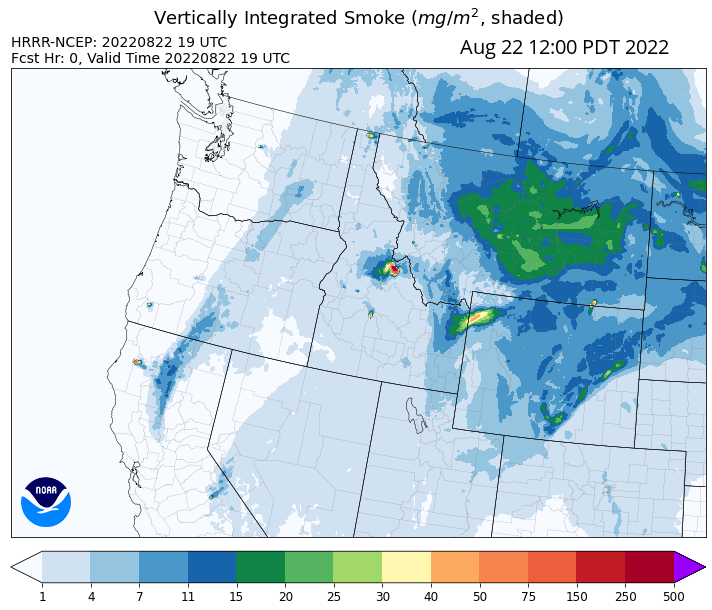 Vertically Integrated Smoke (mg/m², shaded)
HRRR-NCEP: 20220822 19 UTC
Fcst Hr: 0, Valid Time 20220822 19 UTC
Aug 22 12:00 PDT 2022
NOAA
1 4 7 11 15 20 25 30 40 50 75 150 250 500